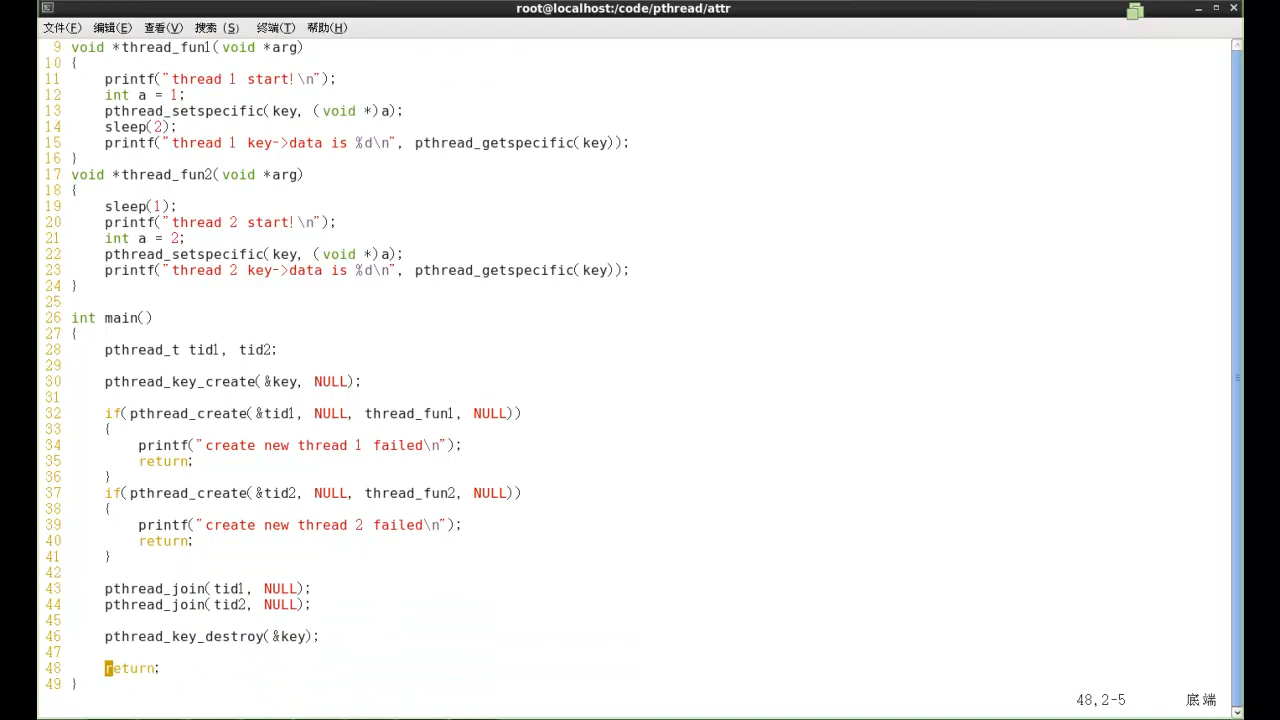 root@localhost:/code/pthread/attr
文件(F) 编辑(E) 查看(V) 搜索 (S) 终端(T) 帮助(H)
9 void *thread_fun1(void *arg)
10 {
11     printf("thread 1 start!\n");
12     int a = 1;
13     pthread_setspecific(key, (void *)a);
14     sleep(2);
15     printf("thread 1 key->data is %d\n", pthread_getspecific(key));
16 }
17 void *thread_fun2(void *arg)
18 {
19     sleep(1);
20     printf("thread 2 start!\n");
21     int a = 2;
22     pthread_setspecific(key, (void *)a);
23     printf("thread 2 key->data is %d\n", pthread_getspecific(key));
24 }
25
26 int main()
27 {
28     pthread_t tid1, tid2;
29
30     pthread_key_create(&key, NULL);
31
32     if(pthread_create(&tid1, NULL, thread_fun1, NULL))
33     {
34         printf("create new thread 1 failed\n");
35         return;
36     }
37     if(pthread_create(&tid2, NULL, thread_fun2, NULL))
38     {
39         printf("create new thread 2 failed\n");
40         return;
41     }
42
43     pthread_join(tid1, NULL);
44     pthread_join(tid2, NULL);
45
46     pthread_key_destroy(&key);
47
48     return;
49 }
48,2-5 底端